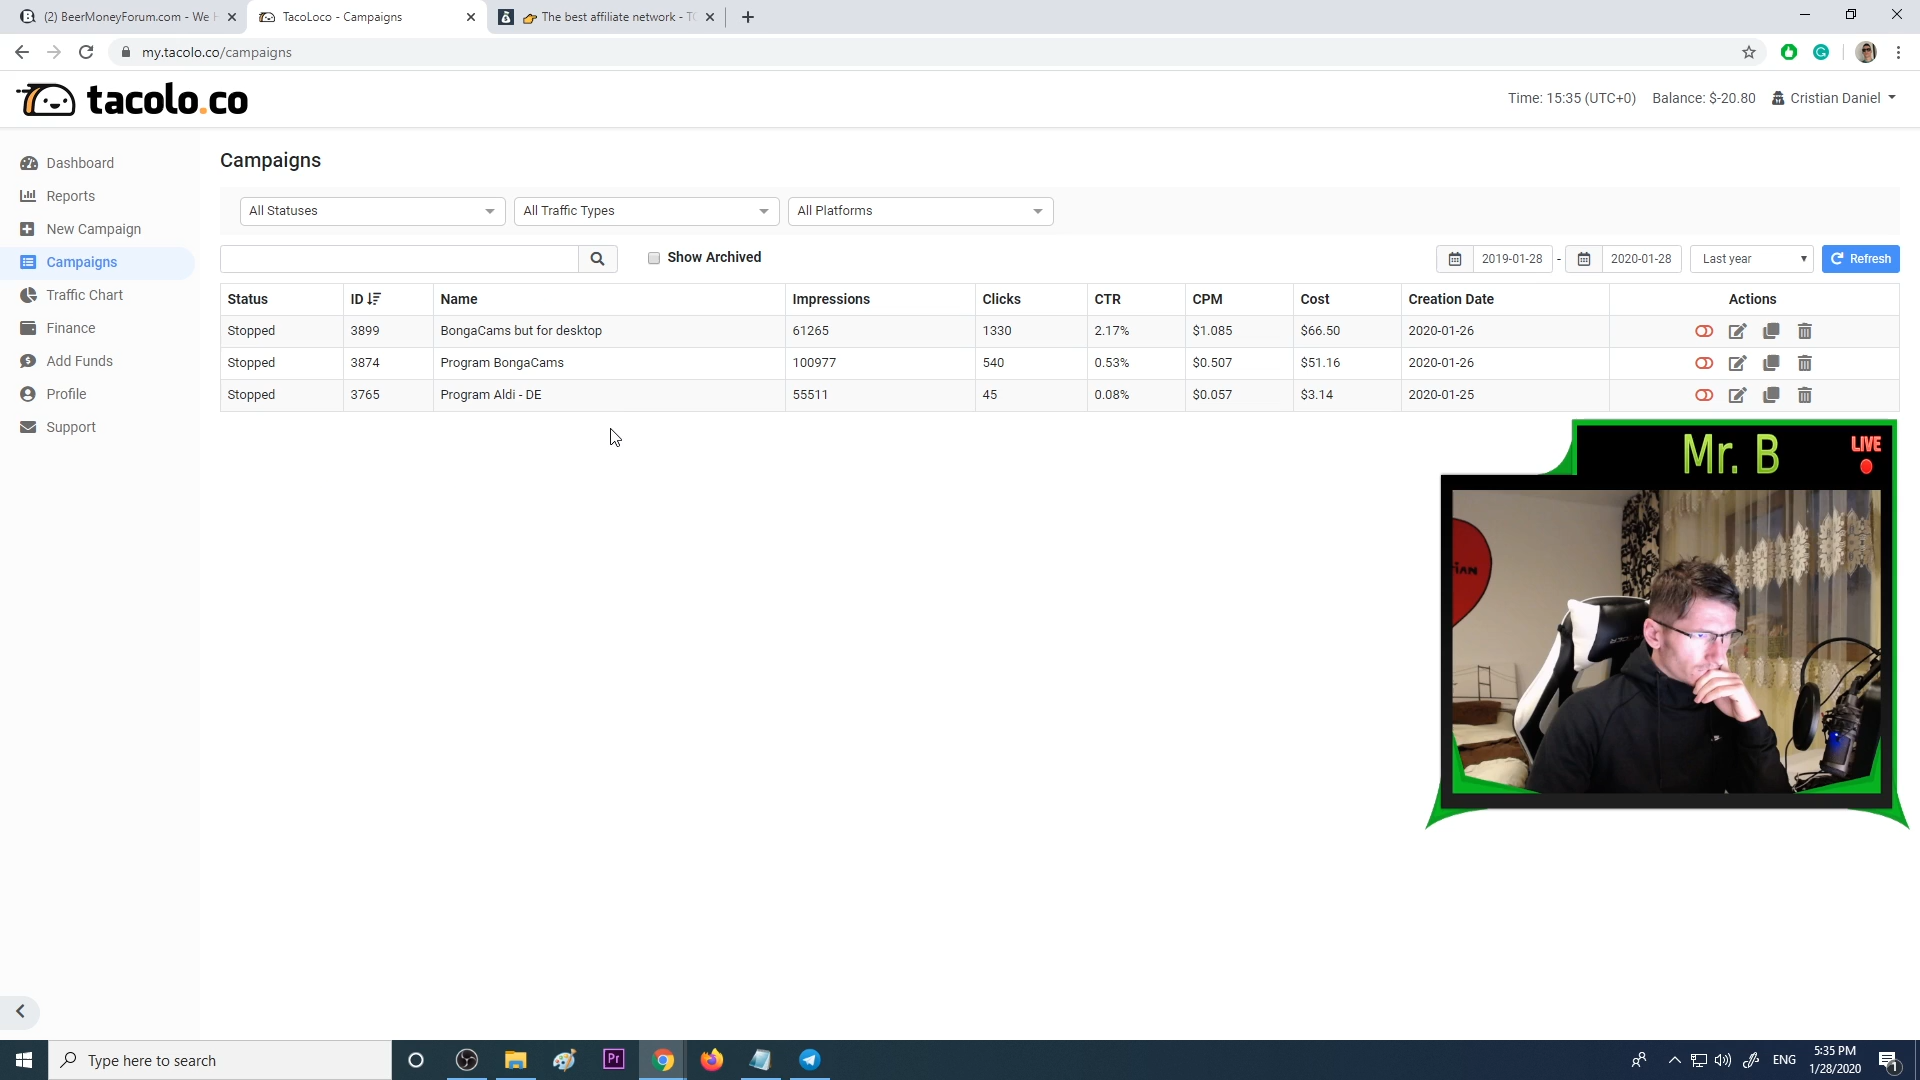 (2) BeerMoneyForum.com - We H
TacoLoco - Campaigns
The best affiliate network - TO
my.tacolo.co/campaigns
tacolo.co
Time: 15:35 (UTC+0) Balance: $-20.80 Cristian Daniel
Dashboard
Reports
New Campaign
Campaigns
Traffic Chart
Finance
Add Funds
Profile
Support
Campaigns
All Statuses All Traffic Types All Platforms
Show Archived 2019-01-28 - 2020-01-28 Last year Refresh
Status ID Name Impressions Clicks CTR CPM Cost Creation Date Actions
Stopped 3899 BongaCams but for desktop 61265 1330 2.17% $1.085 $66.50 2020-01-26
Stopped 3874 Program BongaCams 100977 540 0.53% $0.507 $51.16 2020-01-26
Stopped 3765 Program Aldi - DE 55511 45 0.08% $0.057 $3.14 2020-01-25
Mr. B
LIVE
Type here to search
Pr
ENG
5:35 PM
1/28/2020
1